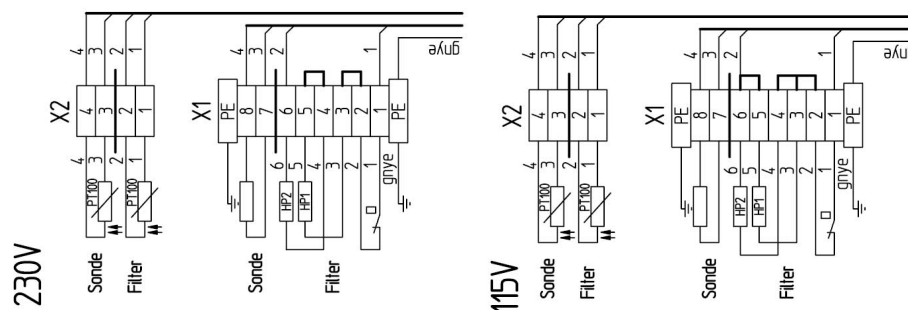 230V
X2
4 3 2 1
4 3 2 1
4 3 2 1
PT100
PT100
Sonde
Filter
X1
4 3 2 1
gnye
PE 8 7 6 5 4 3 2 1 PE
6 5 4 3 2 1
gnye
HP2
HP1
Sonde
Filter
115V
X2
4 3 2 1
4 3 2 1
4 3 2 1
PT100
PT100
Sonde
Filter
X1
4 3 2 1
gnye
PE 8 7 6 5 4 3 2 1 PE
6 5 4 3 2 1
gnye
HP2
HP1
Sonde
Filter